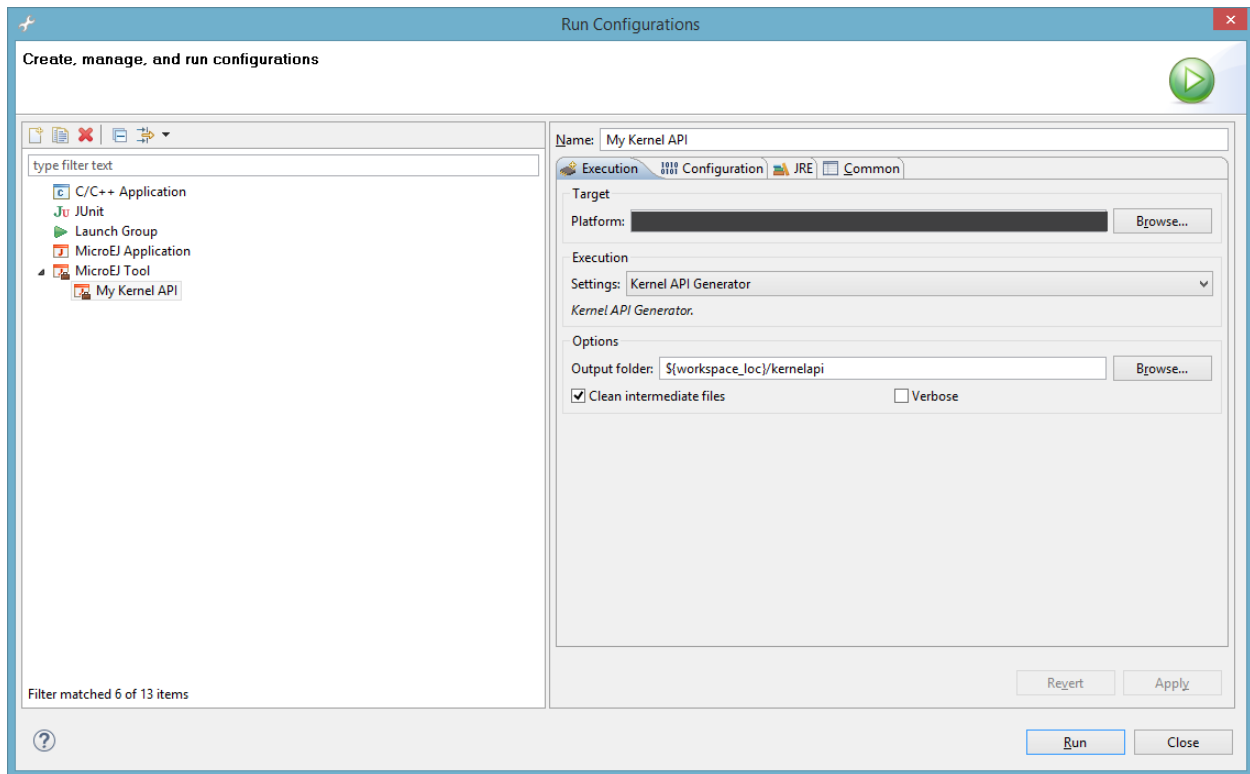 Run Configurations
Create, manage, and run configurations
type filter text
C/C++ Application
JUnit
Launch Group
MicroEJ Application
MicroEJ Tool
My Kernel API
Filter matched 6 of 13 items
Name: My Kernel API
Execution Configuration JRE Common
Target
Platform: Browse...
Execution
Settings: Kernel API Generator
Kernel API Generator.
Options
Output folder: ${workspace_loc}/kernelapi Browse...
Clean intermediate files Verbose
Revert Apply
Run Close